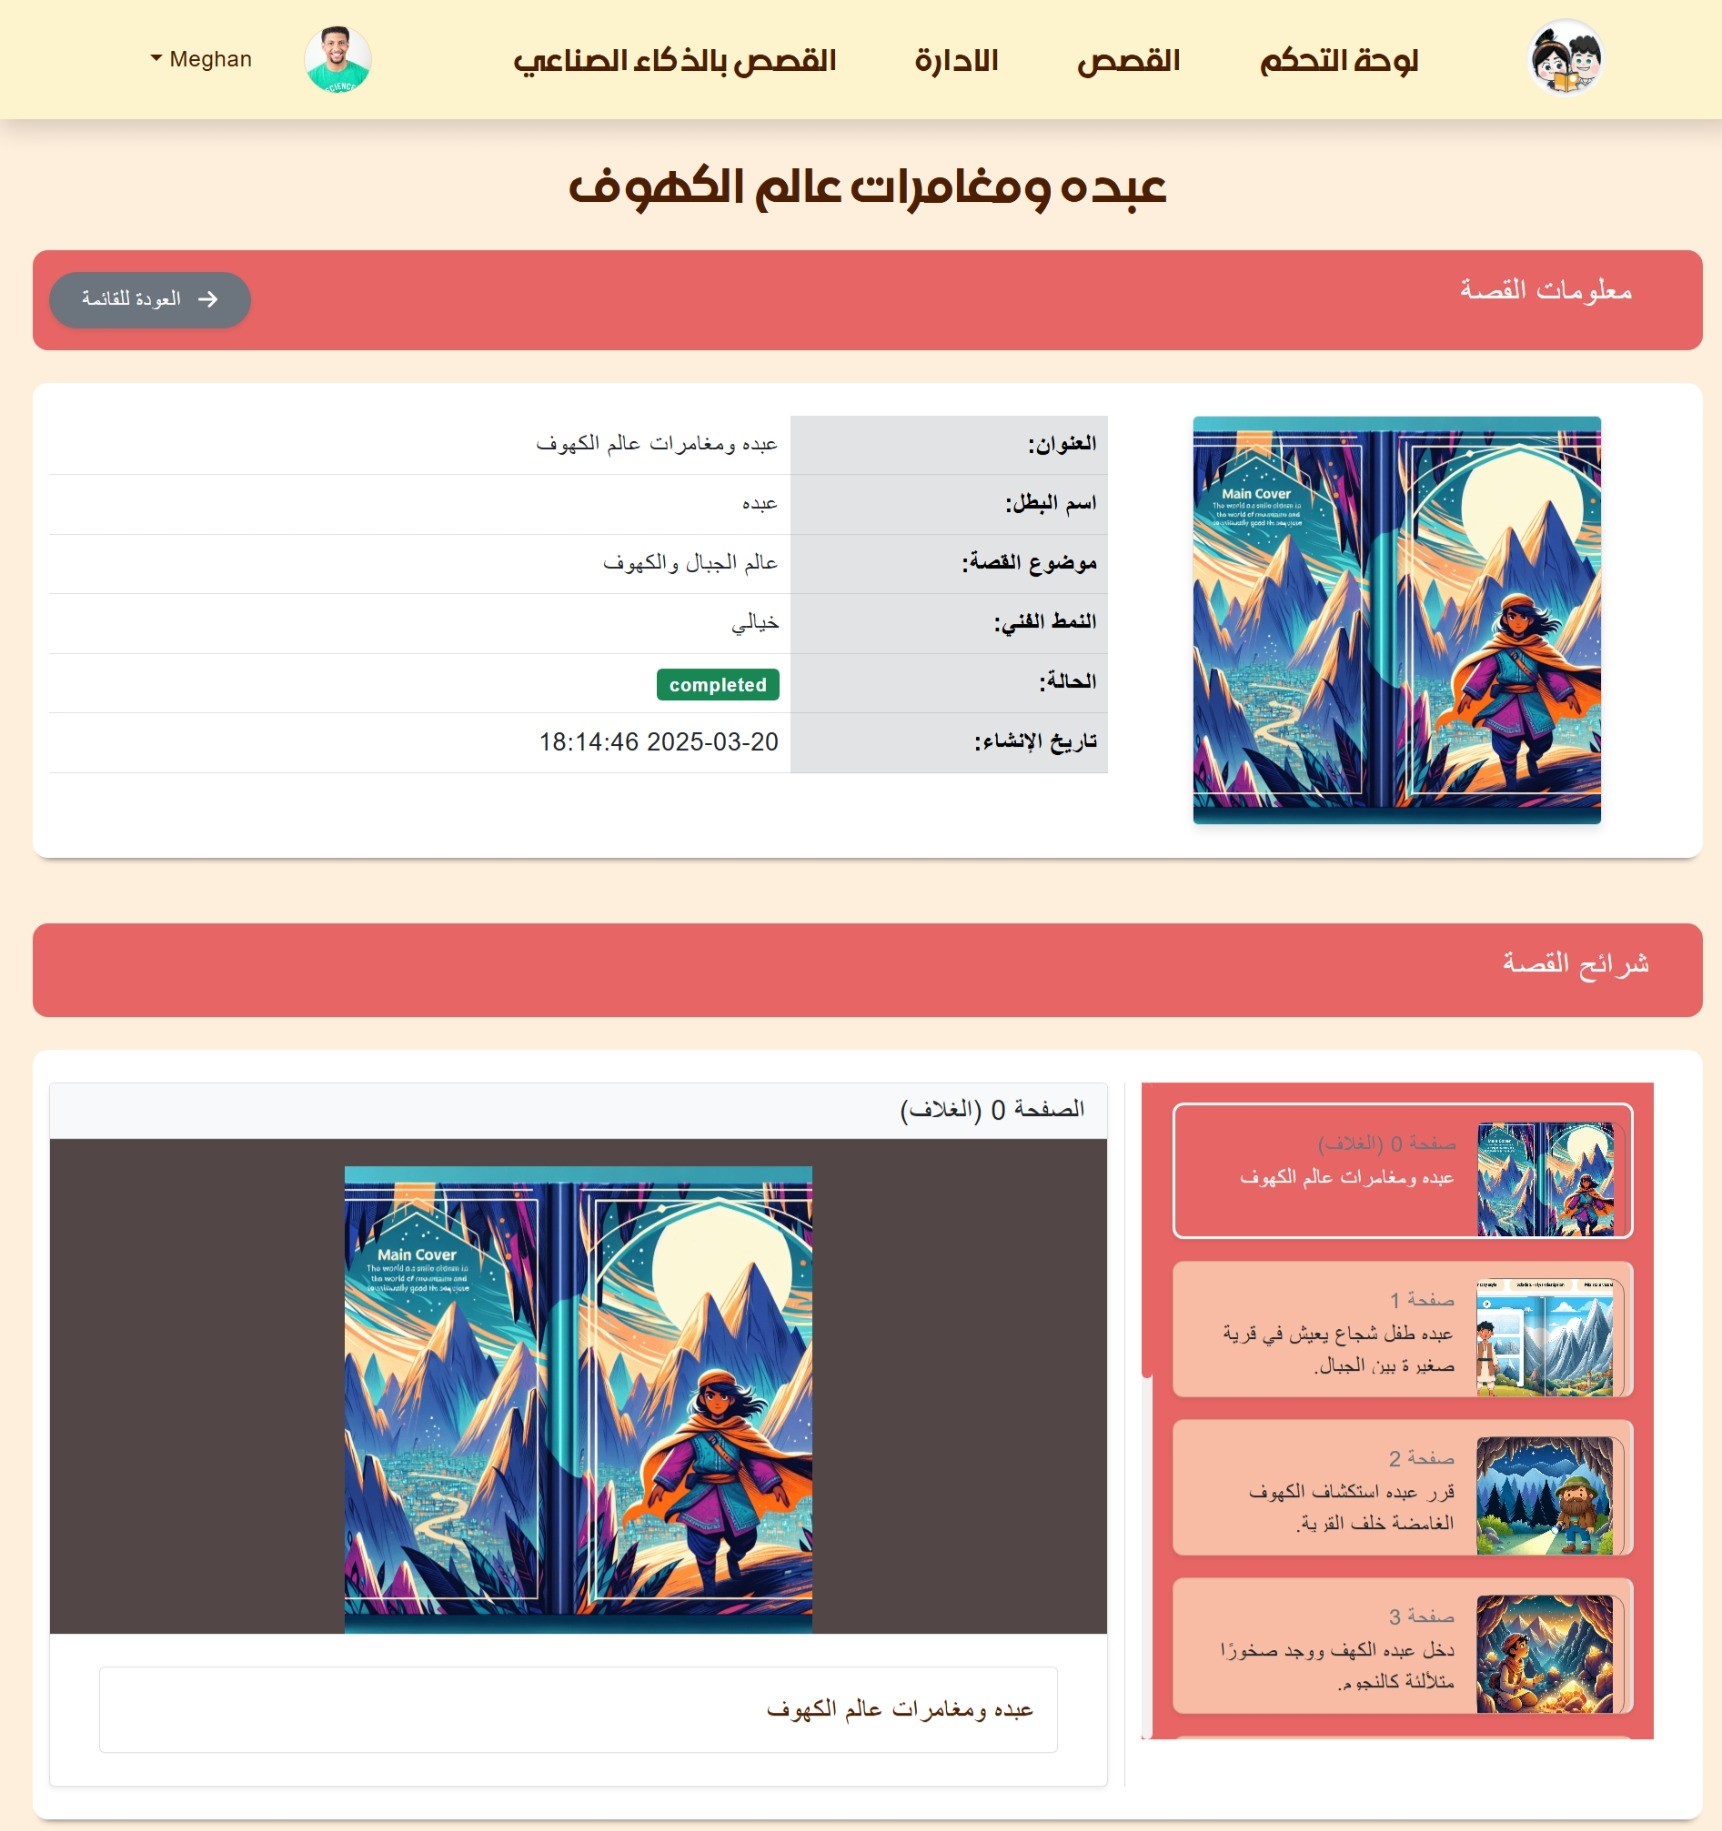 لوحة التحكم
القصص
الادارة
القصص بالذكاء الصناعي
Meghan
عبده ومغامرات عالم الكهوف
معلومات القصة
العودة للقائمة
العنوان: عبده ومغامرات عالم الكهوف
اسم البطل: عبده
موضوع القصة: عالم الجبال والكهوف
النمط الفني: خيالي
الحالة: completed
تاريخ الإنشاء: 2025-03-20 18:14:46
Main Cover
شرائح القصة
صفحة 0 (الغلاف)
عبده ومغامرات عالم الكهوف
صفحة 1
عبده طفل شجاع يعيش في قرية
صغيرة بين الجبال.
صفحة 2
قرر عبده استكشاف الكهوف
الغامضة خلف القرية.
صفحة 3
دخل عبده الكهف ووجد صخورًا
متلألئة كالنجوم.
الصفحة 0 (الغلاف)
Main Cover
عبده ومغامرات عالم الكهوف